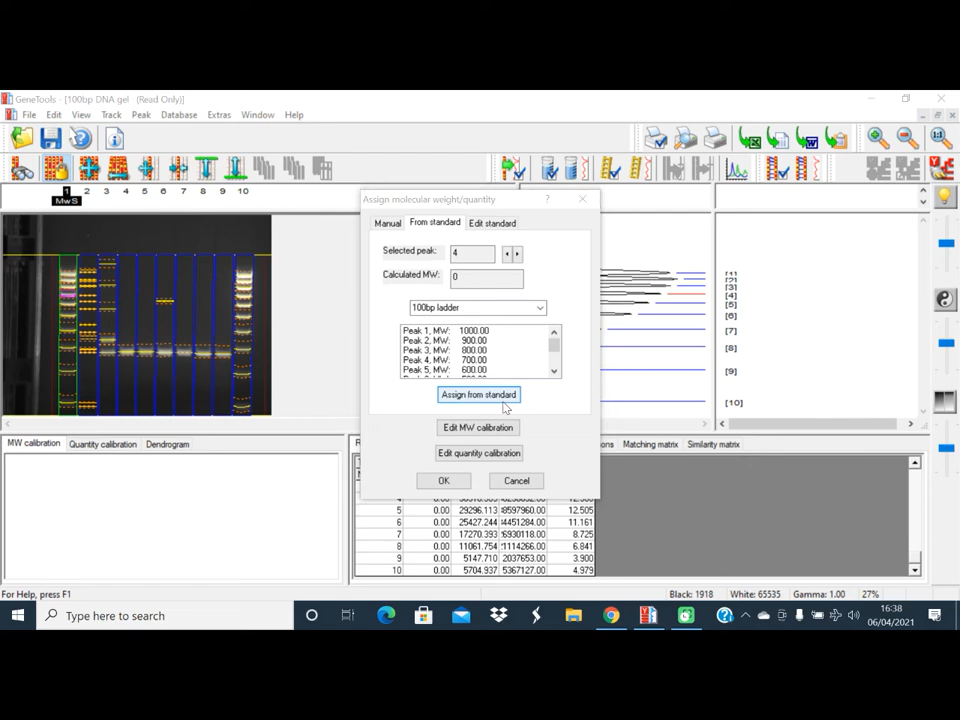 GeneTools - [100bp DNA gel (Read Only)]
File Edit View Track Peak Database Extras Window Help
1 2 3 4 5 6 7 8 9 10
MwS
Assign molecular weight/quantity ?
Manual From standard Edit standard
Selected peak: 4
Calculated MW: 0
100bp ladder
Peak 1, MW: 1000.00
Peak 2, MW: 900.00
Peak 3, MW: 800.00
Peak 4, MW: 700.00
Peak 5, MW: 600.00
Assign from standard
Edit MW calibration
Edit quantity calibration
OK Cancel
[1]
[2]
[3]
[4]
[5]
[6]
[7]
[8]
[9]
[10]
MW calibration Quantity calibration Dendrogram
Matching matrix Similarity matrix
5 0.00 29296.113 12.505
6 0.00 25427.244 11.161
7 0.00 17270.393 8.725
8 0.00 11061.754 6.841
9 0.00 5147.710 2037653.00 3.900
10 0.00 5704.937 5367127.00 4.979
For Help, press F1
Black: 1918 White: 65535 Gamma: 1.00 27%
Type here to search
16:38
06/04/2021